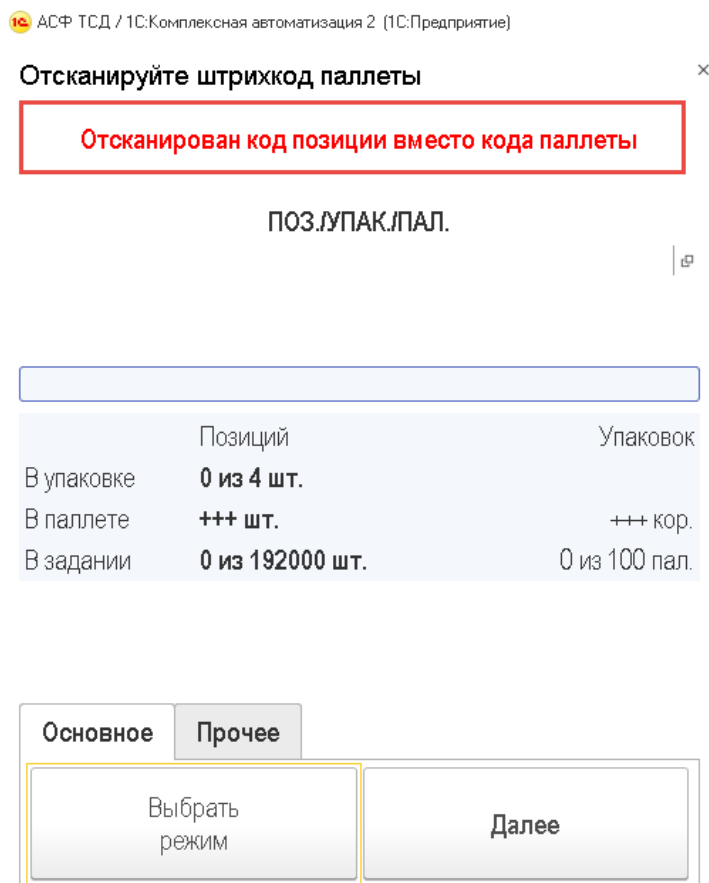 1С АСФ ТСД / 1С:Комплексная автоматизация 2 (1С:Предприятие)
Отсканируйте штрихкод паллеты
Отсканирован код позиции вместо кода паллеты
ПОЗ./УПАК./ПАЛ.
Позиций Упаковок
В упаковке 0 из 4 шт.
В паллете +++ шт. +++ кор.
В задании 0 из 192000 шт. 0 из 100 пал.
Основное Прочее
Выбрать
режим
Далее